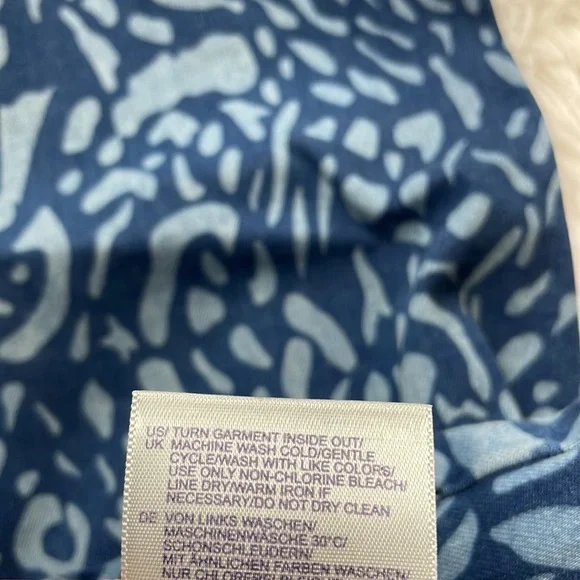 US/ TURN GARMENT INSIDE OUT/
UK MACHINE WASH COLD/GENTLE
CYCLE/WASH WITH LIKE COLORS/
USE ONLY NON-CHLORINE BLEACH/
LINE DRY/WARM IRON IF
NECESSARY/DO NOT DRY CLEAN
DE VON LINKS WASCHEN/
MASCHINENWÄSCHE 30°C/
SCHONSCHLEUDERN/
MIT ÄHNLICHEN FARBEN WASCHEN/
NUR CHLORFREI